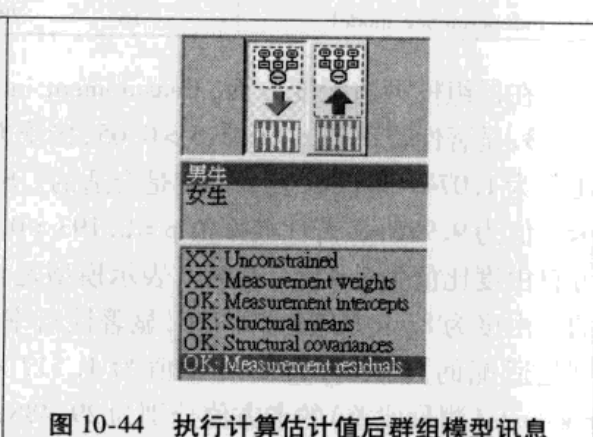 男生
女生
XX: Unconstrained
XX: Measurement weights
OK: Measurement intercepts
OK: Structural means
OK: Structural covariances
OK: Measurement residuals
图 10-44 执行计算估计值后群组模型讯息